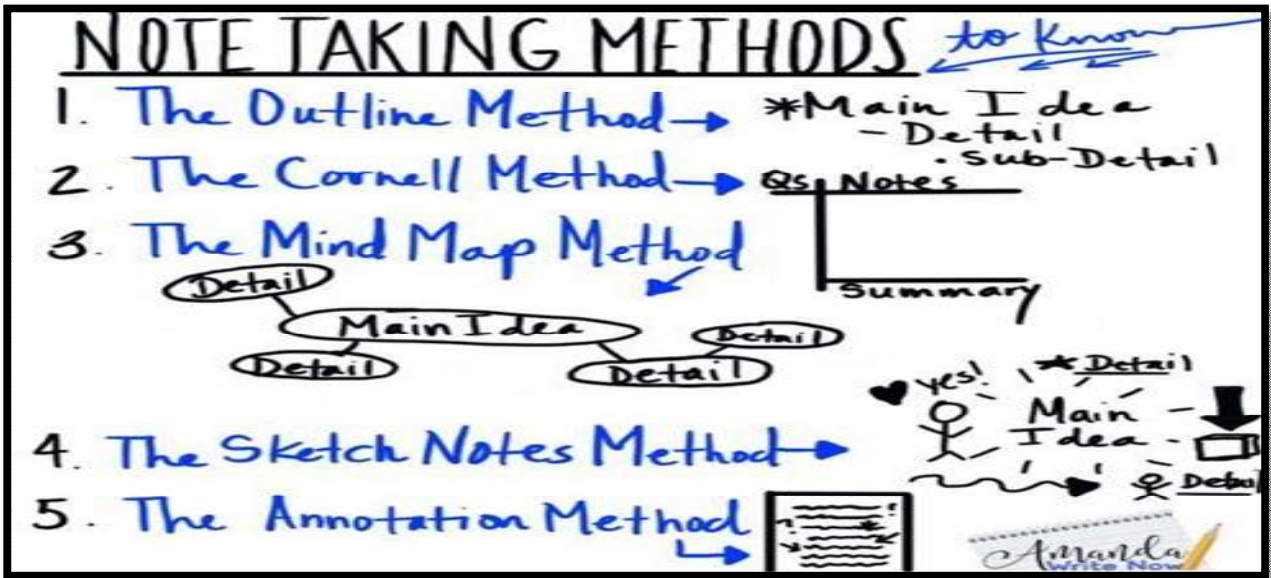 NOTE TAKING METHODS to Know
1. The Outline Method → *Main Idea
- Detail
• Sub-Detail
2. The Cornell Method → Qs Notes
Summary
3. The Mind Map Method
Detail
Main Idea
Detail
Detail
Detail
4. The Sketch Notes Method →
yes!
* Detail
Main
Idea
Detail
5. The Annotation Method
Amanda
Write Now